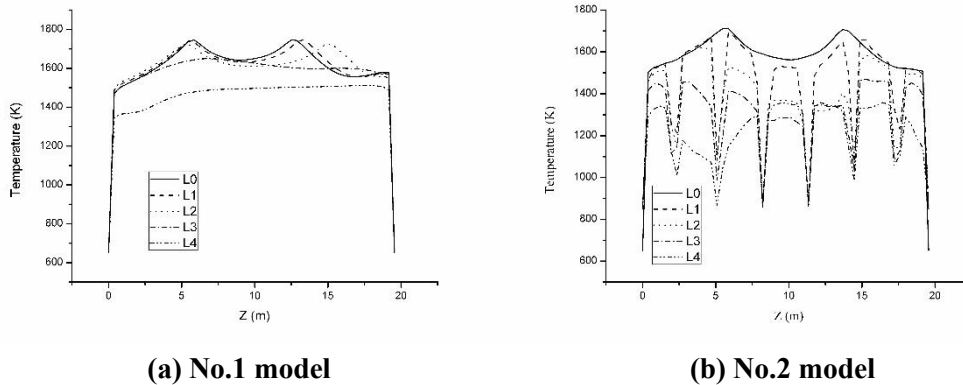 1800
1600
1400
1200
1000
800
600
Temperature (K)
L0
L1
L2
L3
L4
0
5
10
15
20
Z (m)
(a) No.1 model
1800
1600
1400
1200
1000
800
600
Temperature (K)
L0
L1
L2
L3
L4
0
5
10
15
20
Z (m)
(b) No.2 model